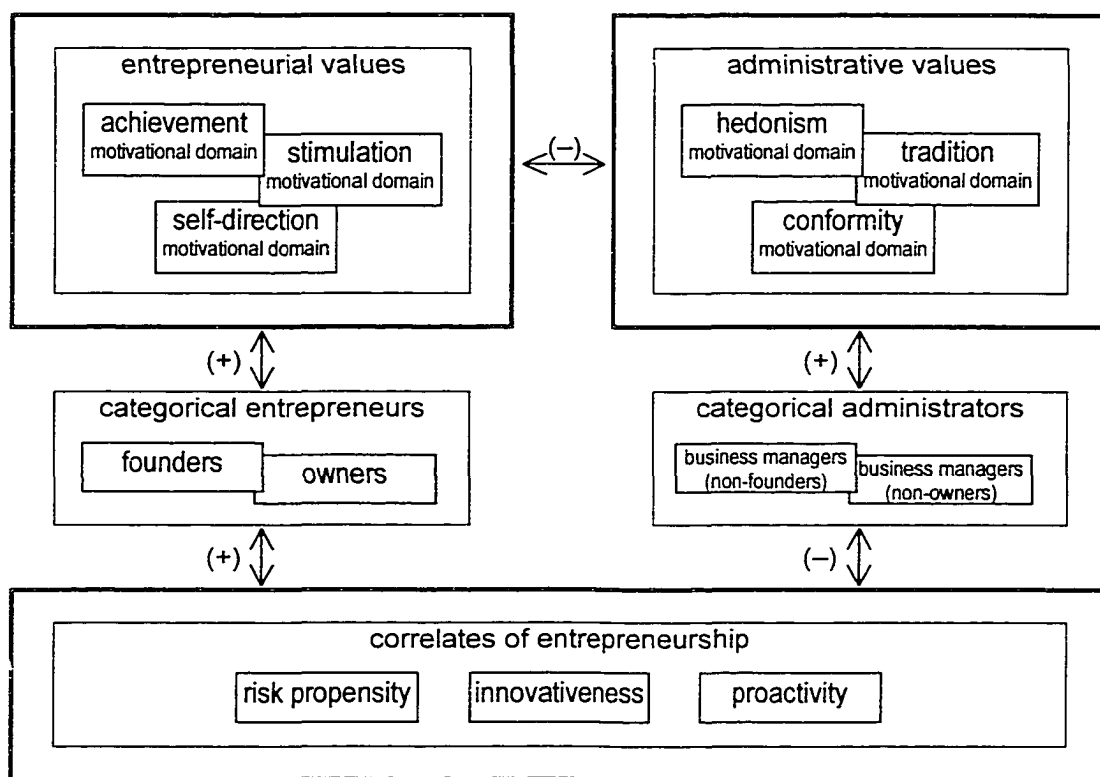 entrepreneurial values
achievement
motivational domain
stimulation
motivational domain
self-direction
motivational domain
(–)
administrative values
hedonism
motivational domain
tradition
motivational domain
conformity
motivational domain
(+)
(+)
categorical entrepreneurs
founders
owners
categorical administrators
business managers
(non-founders)
business managers
(non-owners)
(+)
(–)
correlates of entrepreneurship
risk propensity
innovativeness
proactivity